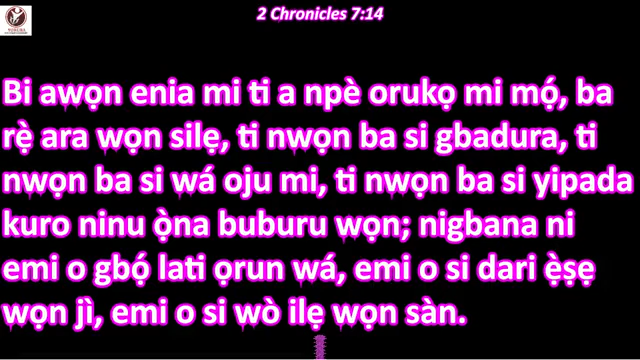 2 Chronicles 7:14
Bi awọn enia mi ti a npè orukọ mi mọ́, ba
rẹ̀ ara wọn silẹ, ti nwọn ba si gbadura, ti
nwọn ba si wá oju mi, ti nwọn ba si yipada
kuro ninu ọ̀na buburu wọn; nigbana ni
emi o gbọ́ lati ọrun wá, emi o si dari ẹ̀ṣẹ
wọn jì, emi o si wò ilẹ wọn sàn.